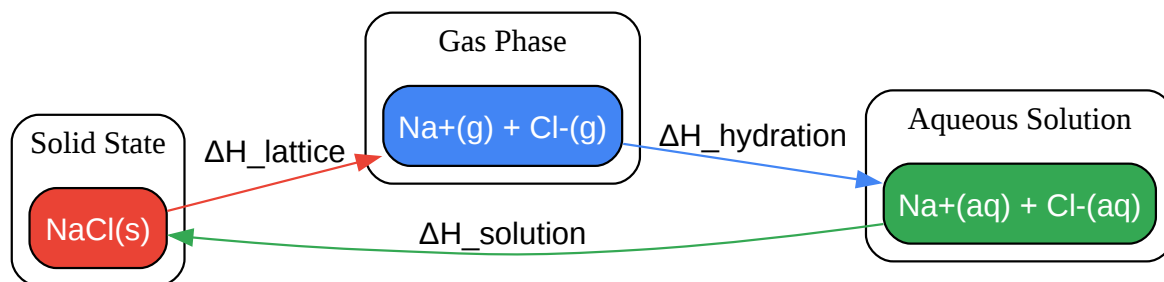 Solid State
NaCl(s)
ΔH_lattice
Gas Phase
Na+(g) + Cl-(g)
ΔH_hydration
Aqueous Solution
Na+(aq) + Cl-(aq)
ΔH_solution